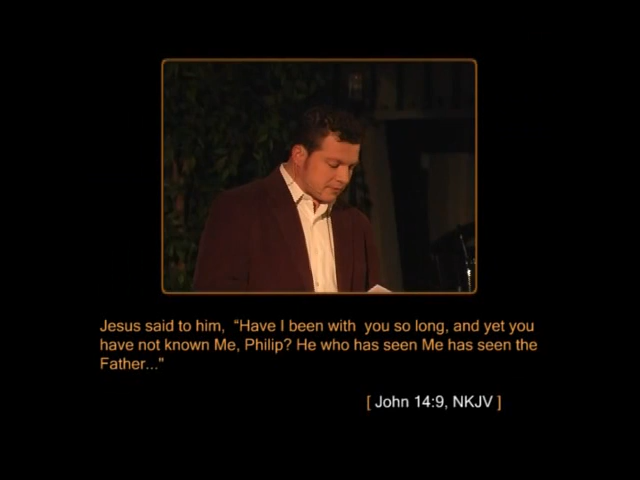 Jesus said to him,  “Have I been with  you so long, and yet you
have not known Me, Philip? He who has seen Me has seen the
Father..."
[ John 14:9, NKJV ]